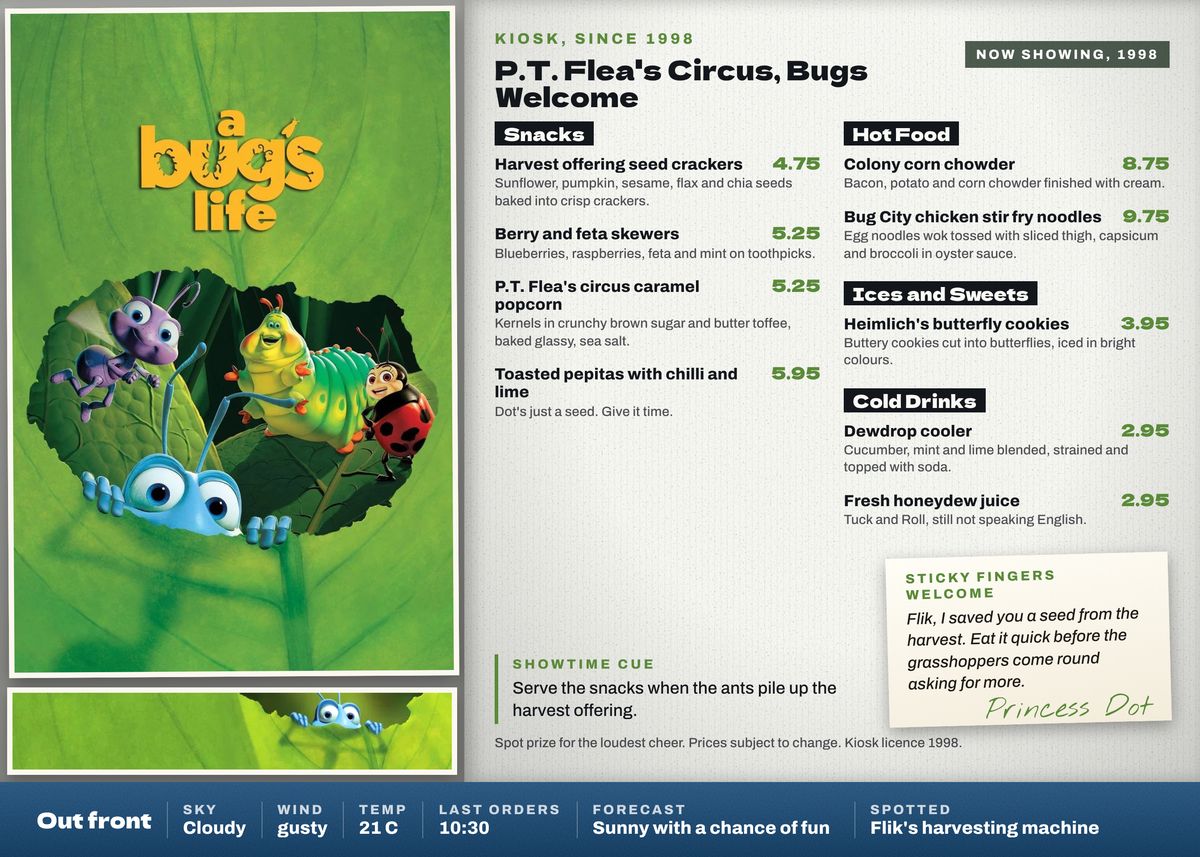 a
bug's
life
KIOSK, SINCE 1998
P.T. Flea's Circus, Bugs
Welcome
NOW SHOWING, 1998
Snacks
Harvest offering seed crackers 4.75
Sunflower, pumpkin, sesame, flax and chia seeds
baked into crisp crackers.
Berry and feta skewers 5.25
Blueberries, raspberries, feta and mint on toothpicks.
P.T. Flea's circus caramel 5.25
popcorn
Kernels in crunchy brown sugar and butter toffee,
baked glassy, sea salt.
Toasted pepitas with chilli and 5.95
lime
Dot's just a seed. Give it time.
Hot Food
Colony corn chowder 8.75
Bacon, potato and corn chowder finished with cream.
Bug City chicken stir fry noodles 9.75
Egg noodles wok tossed with sliced thigh, capsicum
and broccoli in oyster sauce.
Ices and Sweets
Heimlich's butterfly cookies 3.95
Buttery cookies cut into butterflies, iced in bright
colours.
Cold Drinks
Dewdrop cooler 2.95
Cucumber, mint and lime blended, strained and
topped with soda.
Fresh honeydew juice 2.95
Tuck and Roll, still not speaking English.
STICKY FINGERS
WELCOME
Flik, I saved you a seed from the
harvest. Eat it quick before the
grasshoppers come round
asking for more.
Princess Dot
SHOWTIME CUE
Serve the snacks when the ants pile up the
harvest offering.
Spot prize for the loudest cheer. Prices subject to change. Kiosk licence 1998.
Out front
SKY
Cloudy
WIND
gusty
TEMP
21 C
LAST ORDERS
10:30
FORECAST
Sunny with a chance of fun
SPOTTED
Flik's harvesting machine